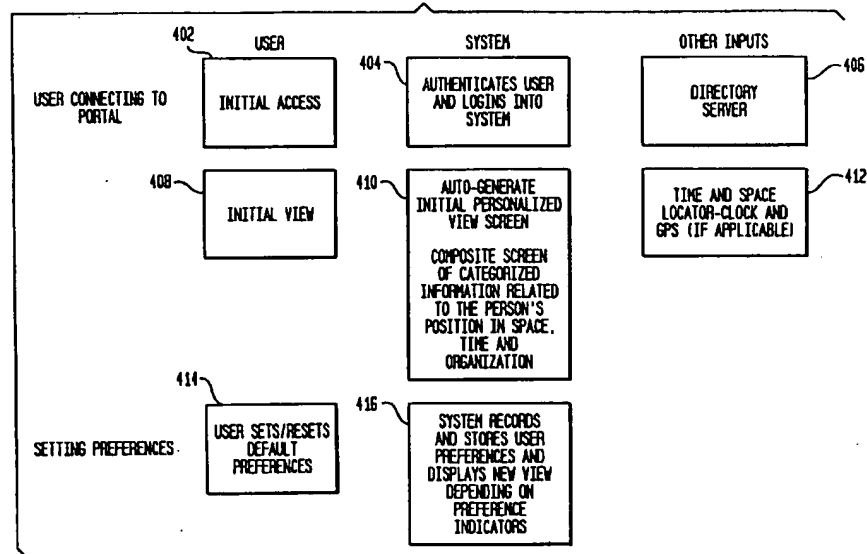 USER
SYSTEM
OTHER INPUTS
USER CONNECTING TO
PORTAL
402
INITIAL ACCESS
404
AUTHENTICATES USER
AND LOGINS INTO
SYSTEM
406
DIRECTORY
SERVER
408
INITIAL VIEW
410
AUTO-GENERATE
INITIAL PERSONALIZED
VIEW SCREEN
COMPOSITE SCREEN
OF CATEGORIZED
INFORMATION RELATED
TO THE PERSON'S
POSITION IN SPACE,
TIME AND
ORGANIZATION
412
TIME AND SPACE
LOCATOR-CLOCK AND
GPS (IF APPLICABLE)
SETTING PREFERENCES
414
USER SETS/RESETS
DEFAULT
PREFERENCES
416
SYSTEM RECORDS
AND STORES USER
PREFERENCES AND
DISPLAYS NEW VIEW
DEPENDING ON
PREFERENCE
INDICATORS